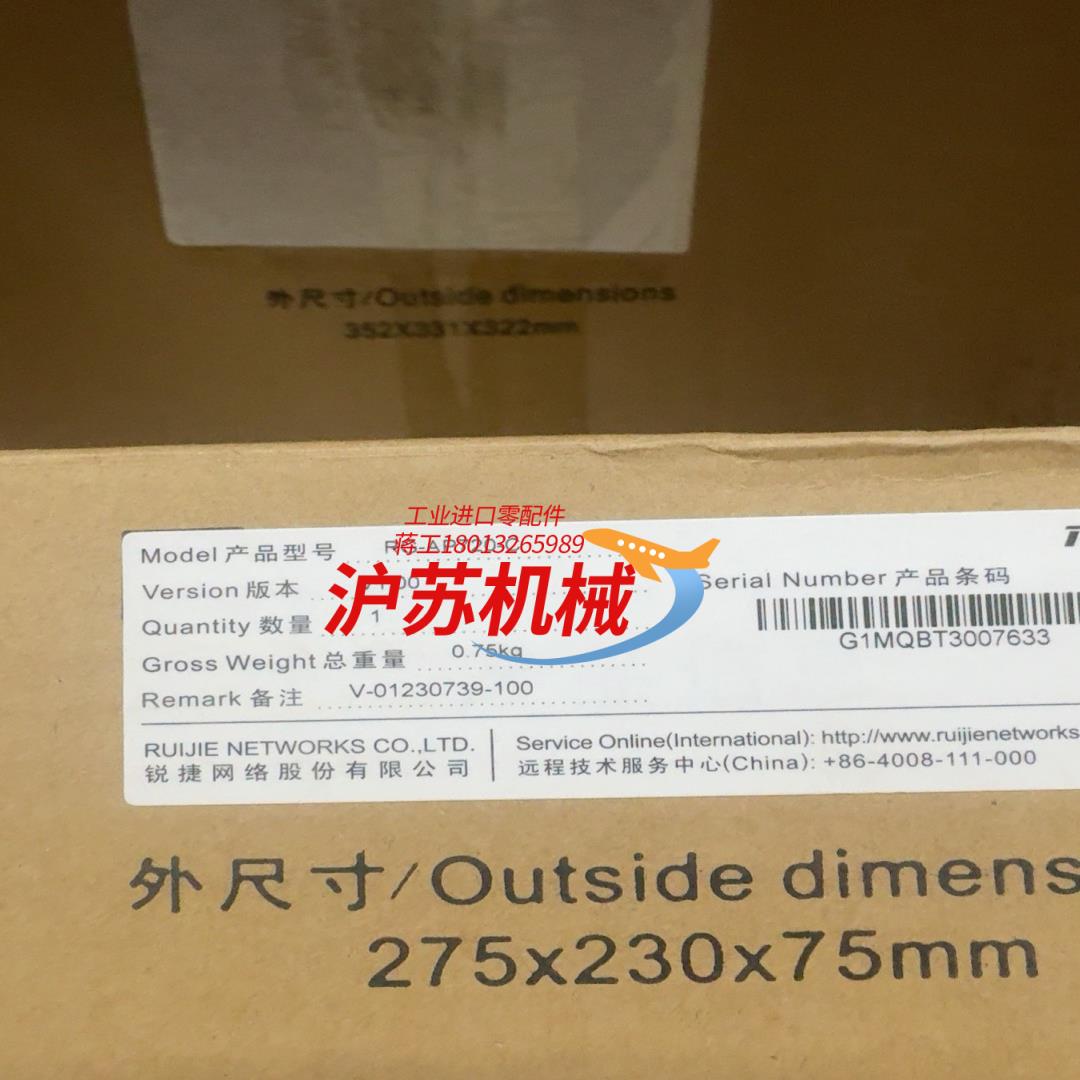 外尺寸/Outside dimensions
352X331X322mm
工业进口零配件
蒋工18013265989
沪苏机械
Model 产品型号
Version 版本
Quantity 数量 1
Gross Weight 总重量 0.75kg
Remark 备注 V-01230739-100
Serial Number 产品条码
G1MQBT3007633
RUIJIE NETWORKS CO.,LTD.
锐捷网络股份有限公司
Service Online(International): http://www.ruijienetworks
远程技术服务中心(China): +86-4008-111-000
外尺寸/Outside dimens
275x230x75mm